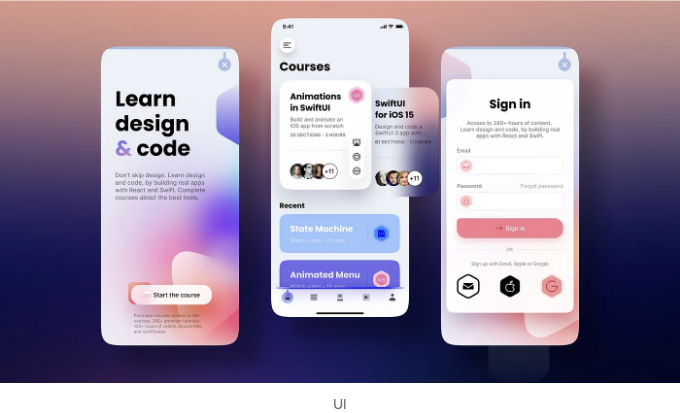 Learn
design
& code
Don't skip design. Learn design
and code, by building real apps
with React and Swift. Complete
courses about the best tools.
Start the course
Purchase includes access to 30+
courses, 240+ premium tutorials,
120+ hours of videos, source files
and certificates.
9:41
Courses
Animations
in SwiftUI
Build and animate an
iOS app from scratch
20 SECTIONS - 3 HOURS
+11
SwiftUI
for iOS 15
Design and code a
SwiftUI 3 app with
61 SECTIONS - 11 HOURS
+11
Recent
State Machine
Watch video - 15 mins
Animated Menu
Watch video - 10 mins
Sign in
Access to 240+ hours of content.
Learn design and code, by building real
apps with React and Swift.
Email
Password Forgot password
Sign in
OR
Sign up with Email, Apple or Google
UI